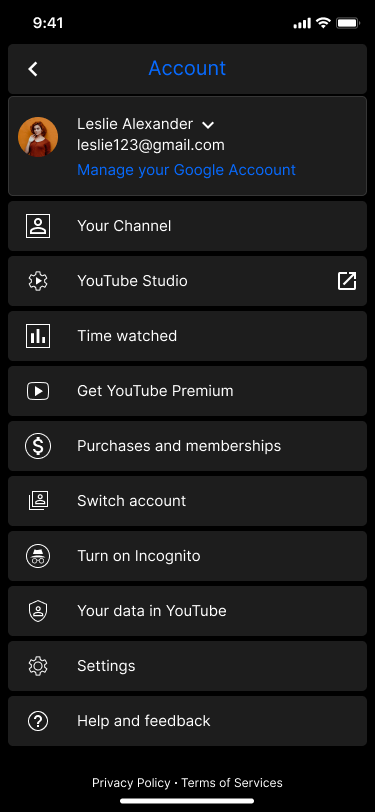 9:41
Account
Leslie Alexander
leslie123@gmail.com
Manage your Google Accoount
Your Channel
YouTube Studio
Time watched
Get YouTube Premium
Purchases and memberships
Switch account
Turn on Incognito
Your data in YouTube
Settings
Help and feedback
Privacy Policy • Terms of Services